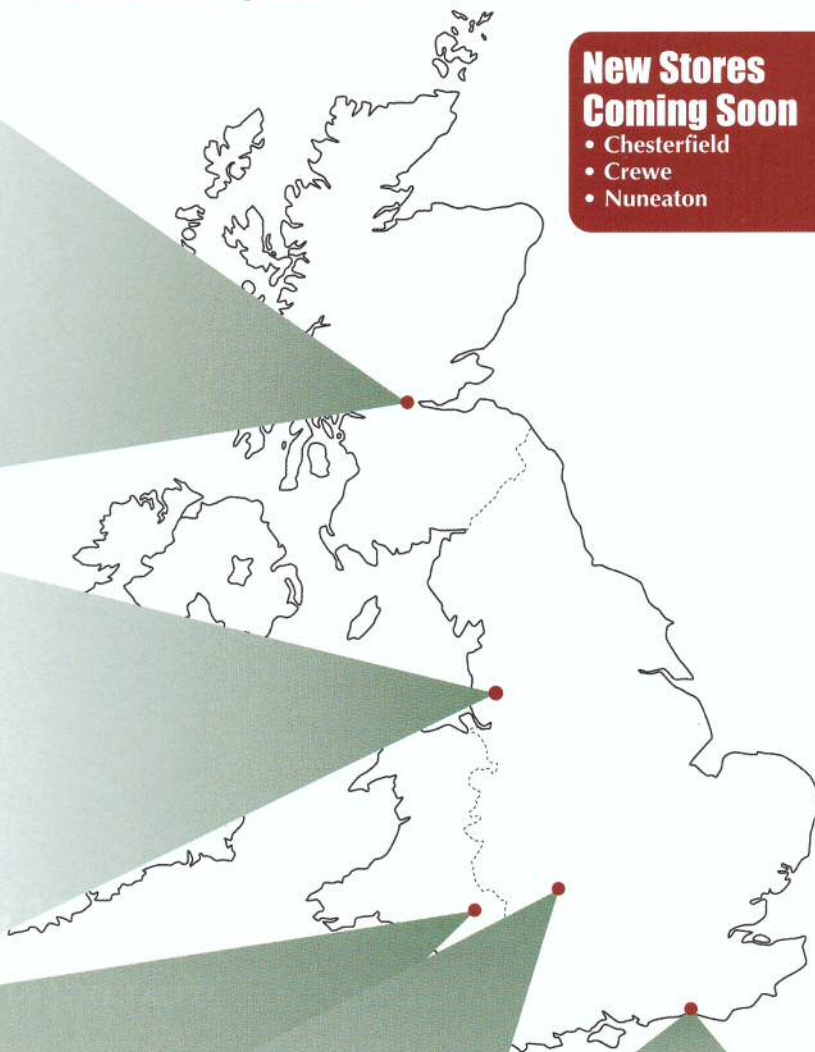 New Stores
Coming Soon
• Chesterfield
• Crewe
• Nuneaton